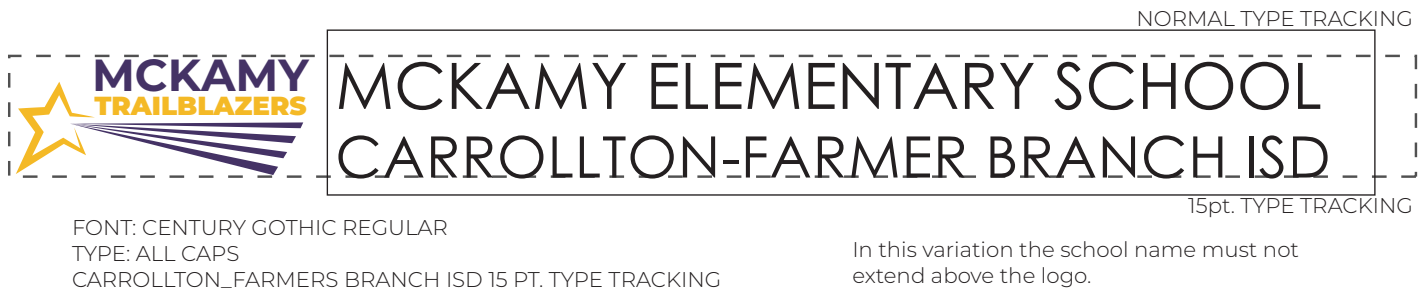 NORMAL TYPE TRACKING
MCKAMY
TRAILBLAZERS
MCKAMY ELEMENTARY SCHOOL
CARROLLTON-FARMER BRANCH ISD
15pt. TYPE TRACKING
FONT: CENTURY GOTHIC REGULAR
TYPE: ALL CAPS
CARROLLTON_FARMERS BRANCH ISD 15 PT. TYPE TRACKING
In this variation the school name must not
extend above the logo.